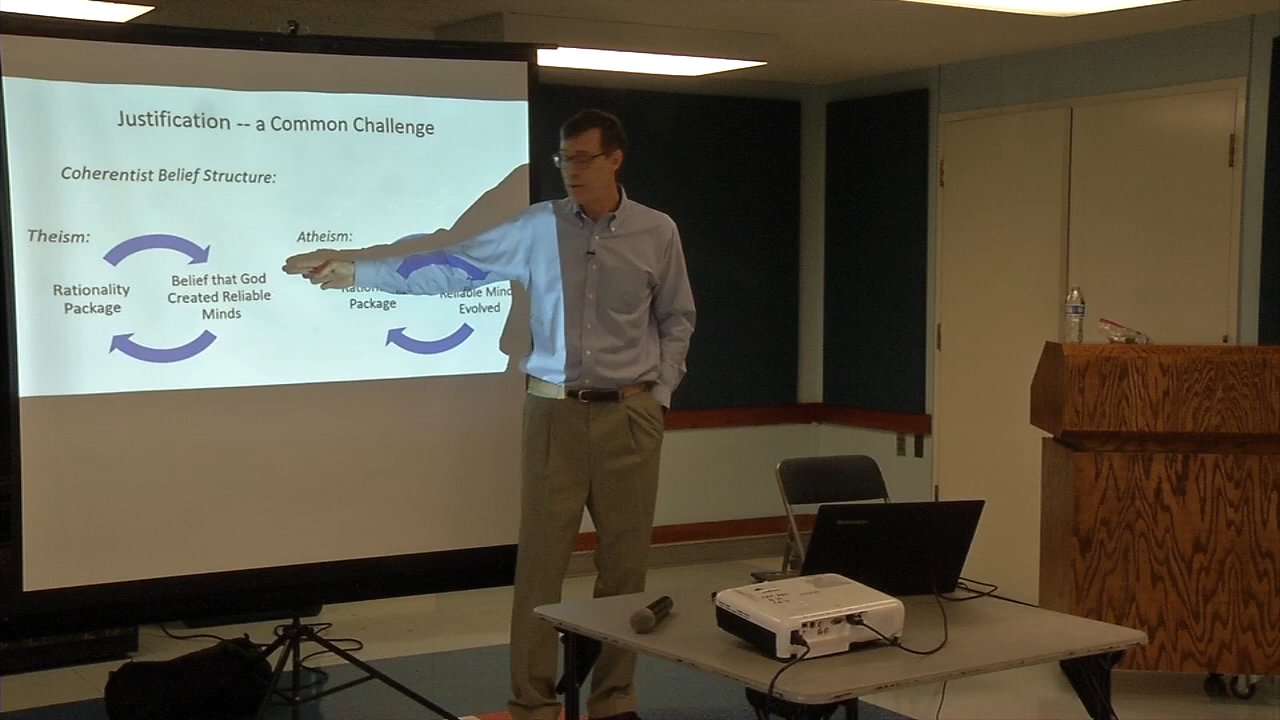 Justification -- a Common Challenge
Coherentist Belief Structure:
Theism:
Rationality
Package
Belief that God
Created Reliable
Minds
Atheism:
Package
Reliable Mind
Evolved